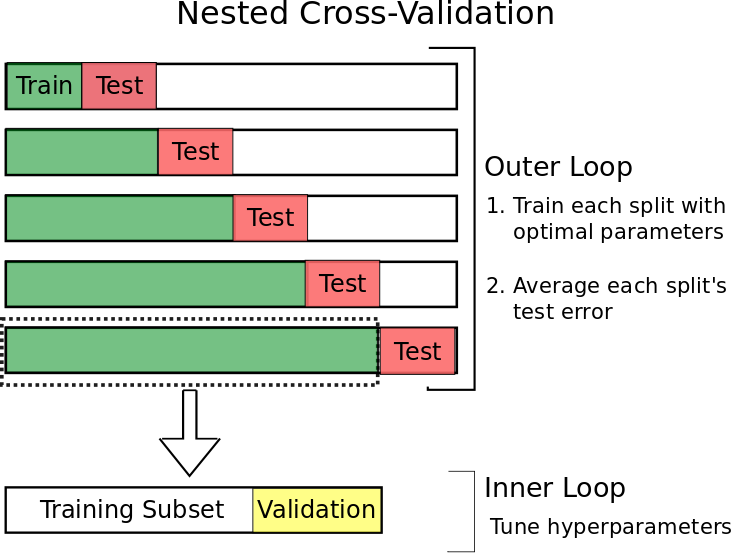 Nested Cross-Validation
Train
Test
Test
Test
Test
Test
Outer Loop
1. Train each split with
optimal parameters
2. Average each split's
test error
Training Subset
Validation
Inner Loop
Tune hyperparameters